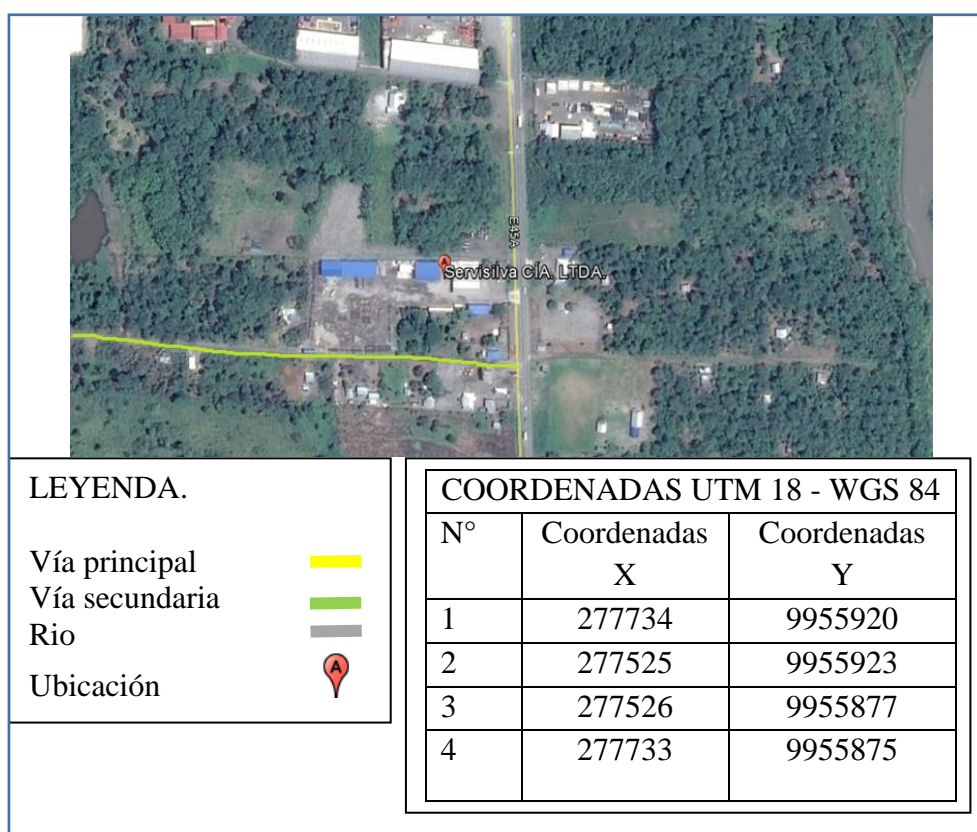 E45A
A
Servisilva CÍA. LTDA.
LEYENDA.
Vía principal
Vía secundaria
Rio
Ubicación
A
COORDENADAS UTM 18 - WGS 84
N° Coordenadas X Coordenadas Y
1 277734 9955920
2 277525 9955923
3 277526 9955877
4 277733 9955875